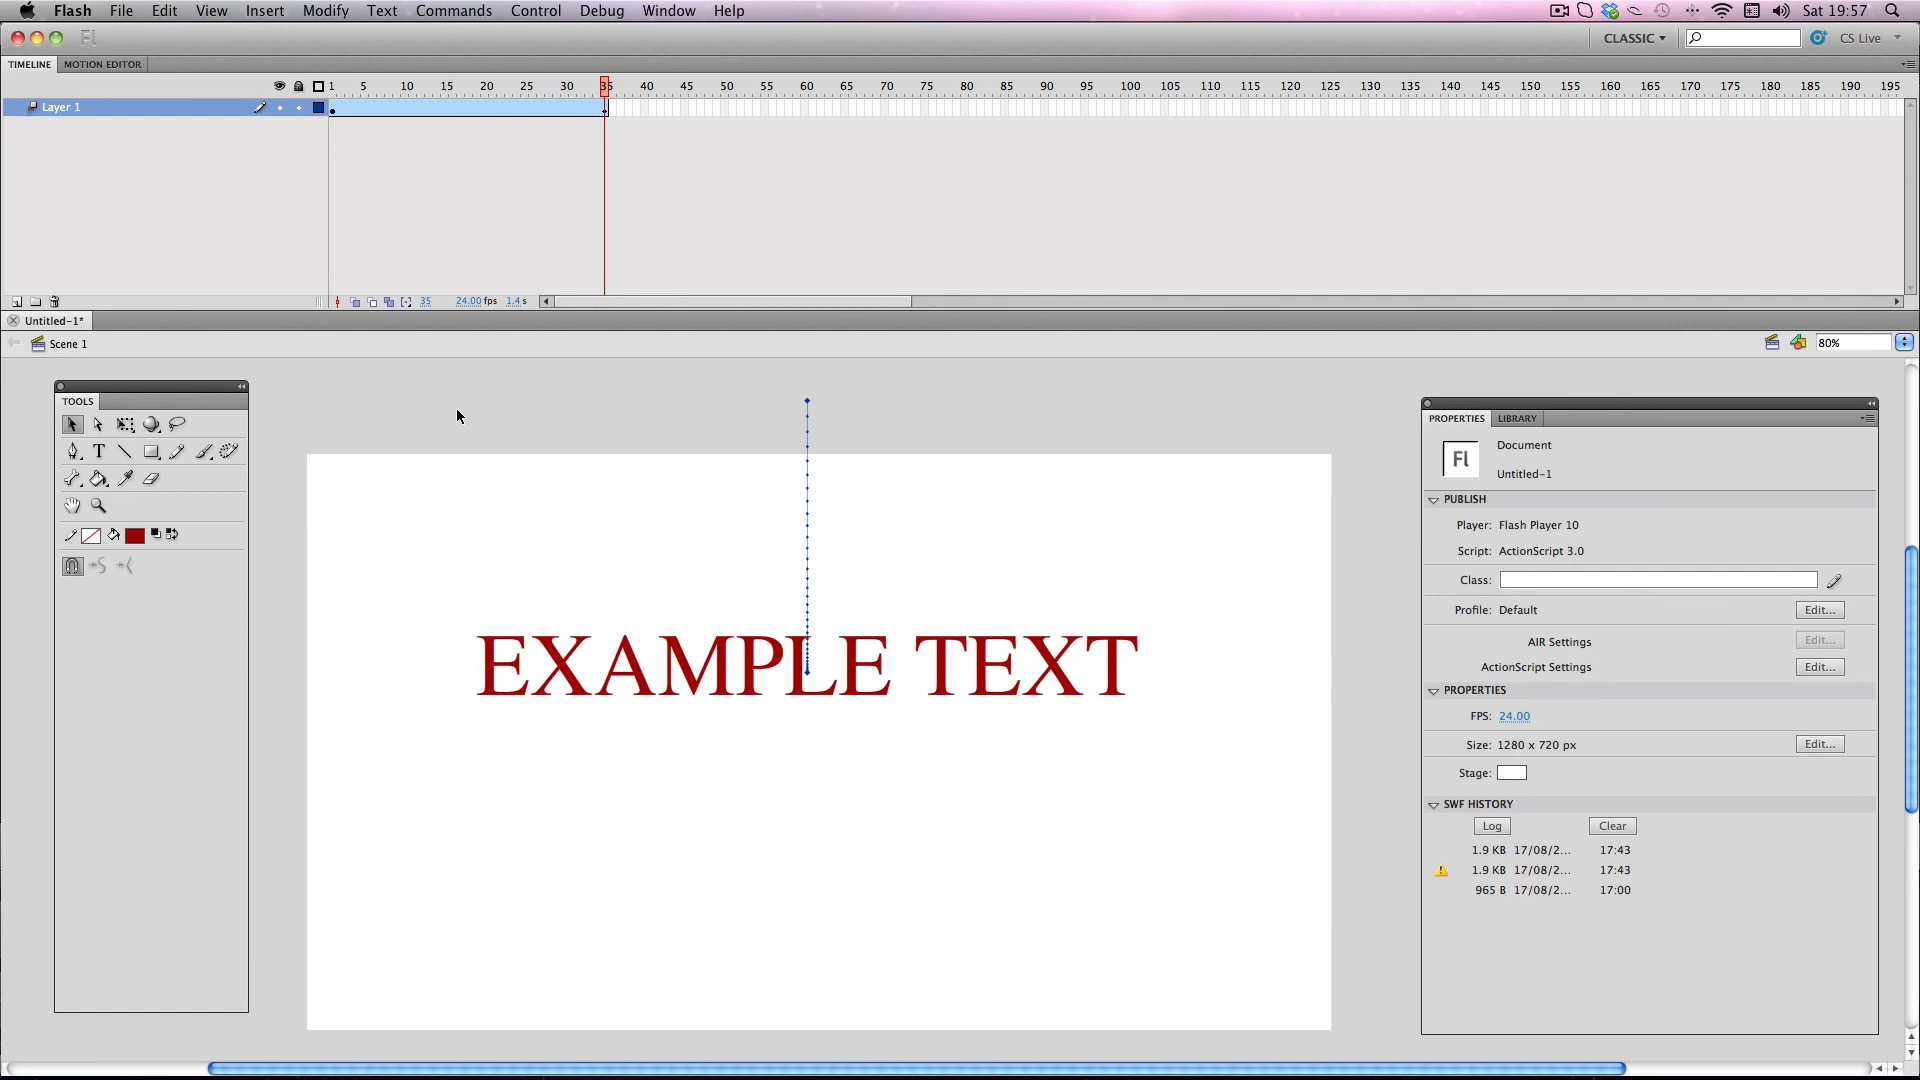 Flash File Edit View Insert Modify Text Commands Control Debug Window Help Sat 19:57
Fl CLASSIC CS Live
TIMELINE MOTION EDITOR
1 5 10 15 20 25 30 35 40 45 50 55 60 65 70 75 80 85 90 95 100 105 110 115 120 125 130 135 140 145 150 155 160 165 170 175 180 185 190 195
Layer 1
35 24.00 fps 1.4 s
Untitled-1*
Scene 1 80%
TOOLS
T
EXAMPLE TEXT
PROPERTIES LIBRARY
Fl Document
Untitled-1
PUBLISH
Player: Flash Player 10
Script: ActionScript 3.0
Class:
Profile: Default Edit...
AIR Settings Edit...
ActionScript Settings Edit...
PROPERTIES
FPS: 24.00
Size: 1280 x 720 px Edit...
Stage:
SWF HISTORY
Log Clear
1.9 KB 17/08/2... 17:43
1.9 KB 17/08/2... 17:43
965 B 17/08/2... 17:00